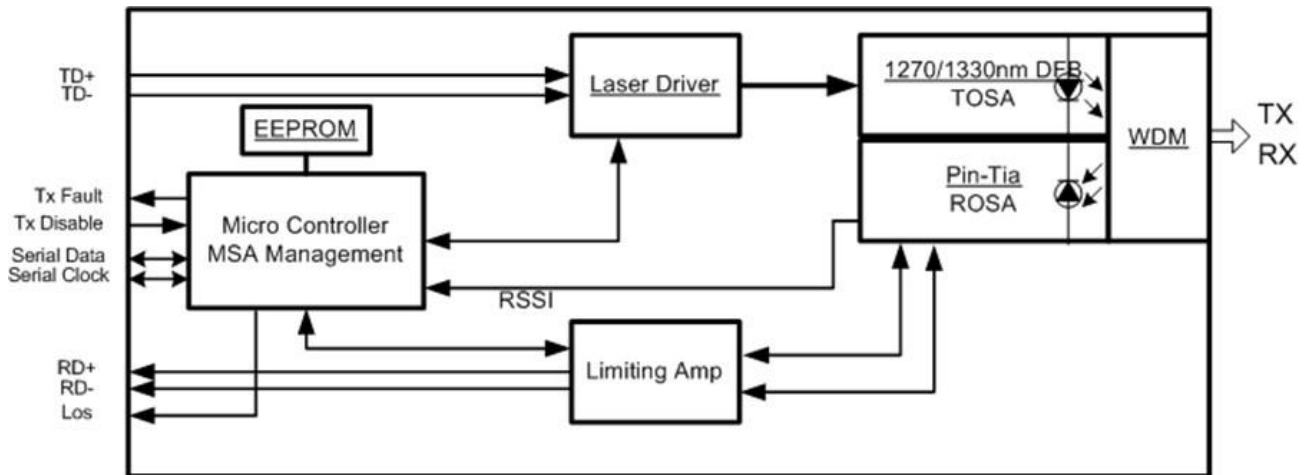 TD+
TD-
Laser Driver
1270/1330nm DFB
TOSA
WDM
TX
RX
EEPROM
Tx Fault
Tx Disable
Serial Data
Serial Clock
Micro Controller
MSA Management
Pin-Tia
ROSA
RSSI
RD+
RD-
Los
Limiting Amp